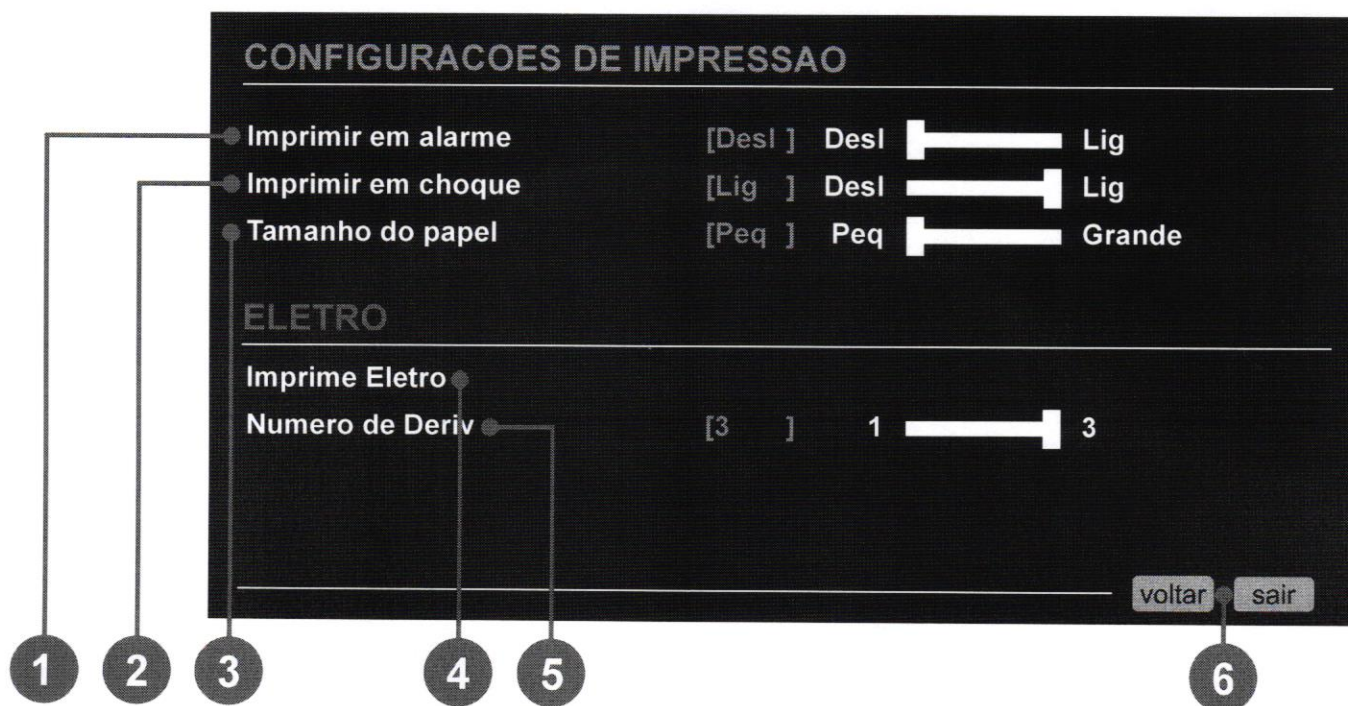 CONFIGURACOES DE IMPRESSAO
Imprimir em alarme [Desl ] Desl Lig
Imprimir em choque [Lig ] Desl Lig
Tamanho do papel [Peq ] Peq Grande
ELETRO
Imprime Eletro
Numero de Deriv [3 ] 1 3
voltar sair
1 2 3 4 5 6